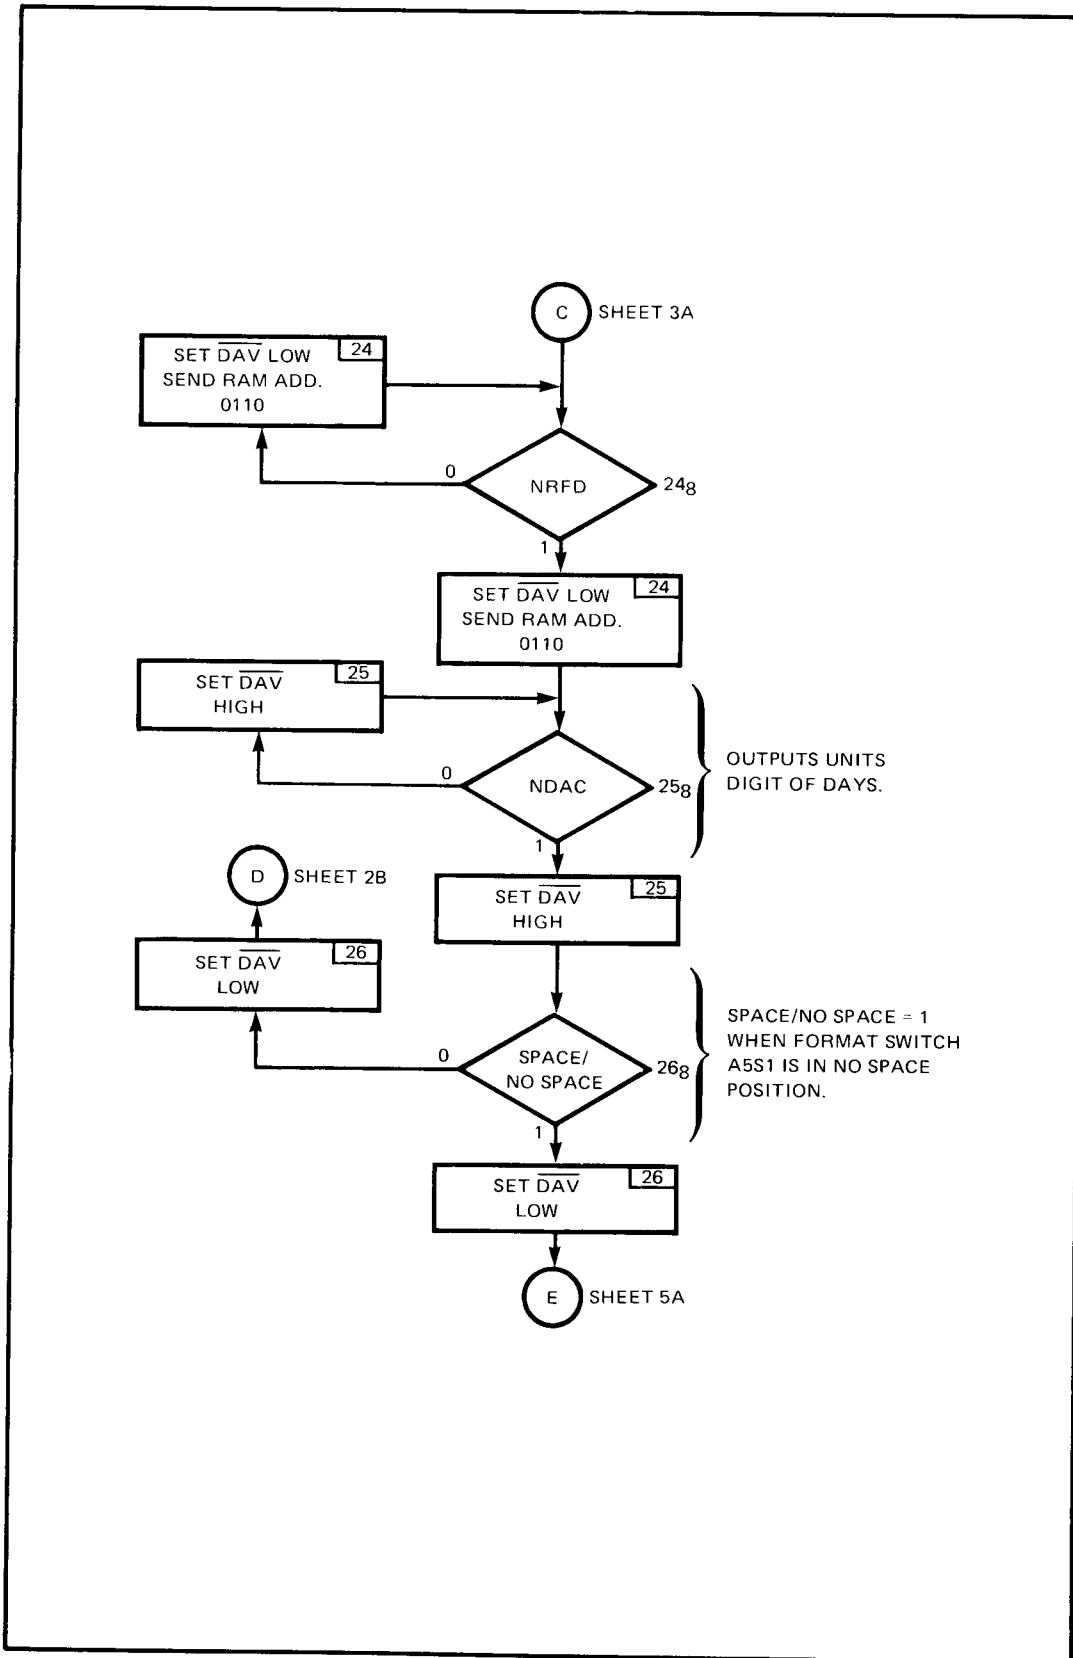 C SHEET 3A
24
SET DAV LOW
SEND RAM ADD.
0110
0
NRFD
24₈
1
24
SET DAV LOW
SEND RAM ADD.
0110
25
SET DAV
HIGH
0
NDAC
25₈
1
OUTPUTS UNITS
DIGIT OF DAYS.
D SHEET 2B
25
SET DAV
HIGH
26
SET DAV
LOW
0
SPACE/
NO SPACE
26₈
1
SPACE/NO SPACE = 1
WHEN FORMAT SWITCH
A5S1 IS IN NO SPACE
POSITION.
26
SET DAV
LOW
E SHEET 5A